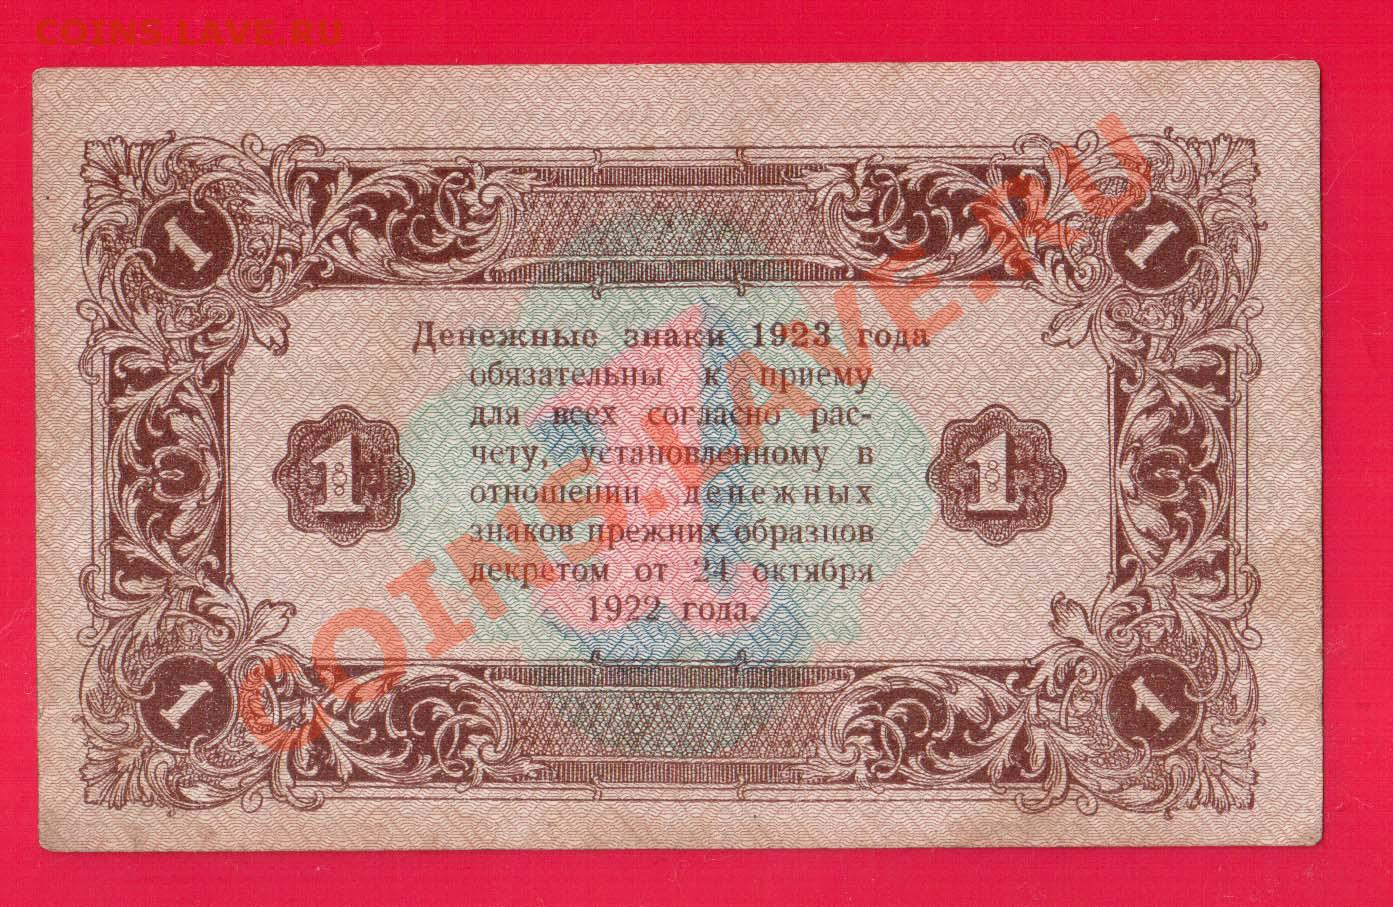 COINS.LAVE.RU
1 1
Денежные знаки 1923 года
обязательны к приему
для всех согласно рас-
чету, установленному в
1 1
отношении денежных
знаков прежних образцов
декретом от 24 октября
1922 года.
1 1
COINS.LAVE.RU